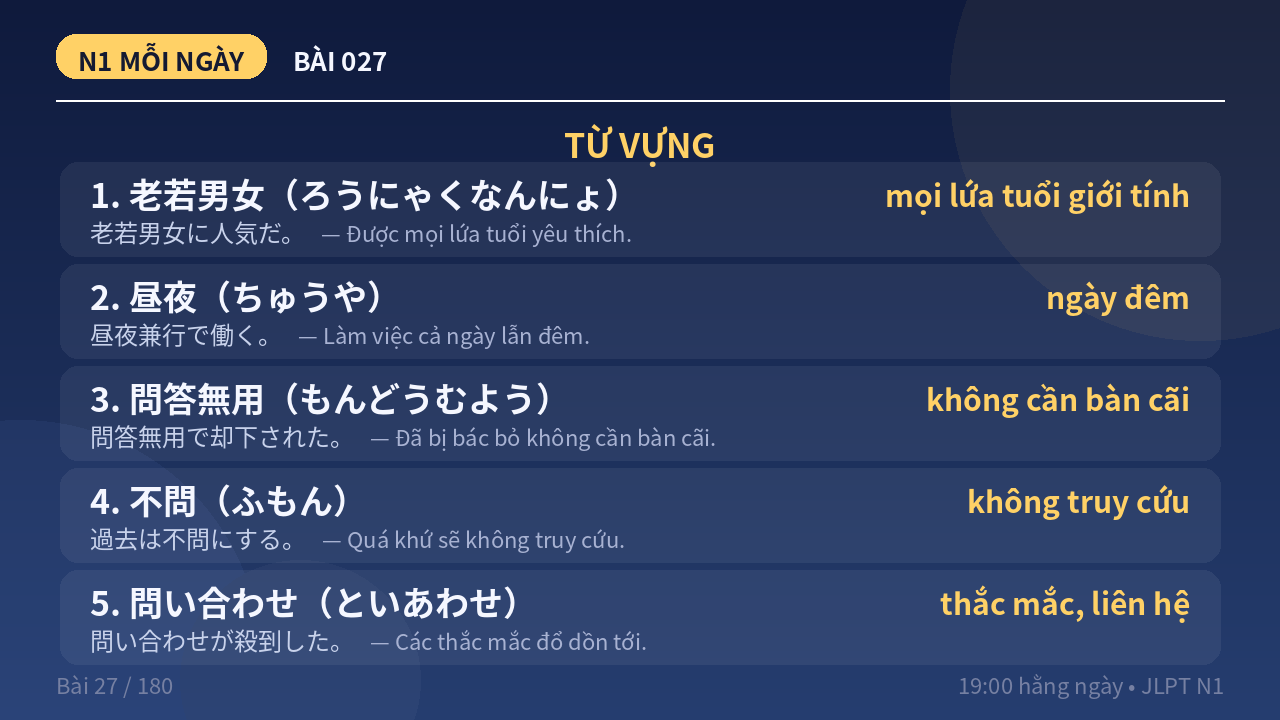 N1 MỖI NGÀY BÀI 027
TỪ VỰNG
1. 老若男女（ろうにゃくなんにょ） mọi lứa tuổi giới tính
老若男女に人気だ。 — Được mọi lứa tuổi yêu thích.
2. 昼夜（ちゅうや） ngày đêm
昼夜兼行で働く。 — Làm việc cả ngày lẫn đêm.
3. 問答無用（もんどうむよう） không cần bàn cãi
問答無用で却下された。 — Đã bị bác bỏ không cần bàn cãi.
4. 不問（ふもん） không truy cứu
過去は不問にする。 — Quá khứ sẽ không truy cứu.
5. 問い合わせ（といあわせ） thắc mắc, liên hệ
問い合わせが殺到した。 — Các thắc mắc đổ dồn tới.
Bài 27 / 180 19:00 hằng ngày • JLPT N1